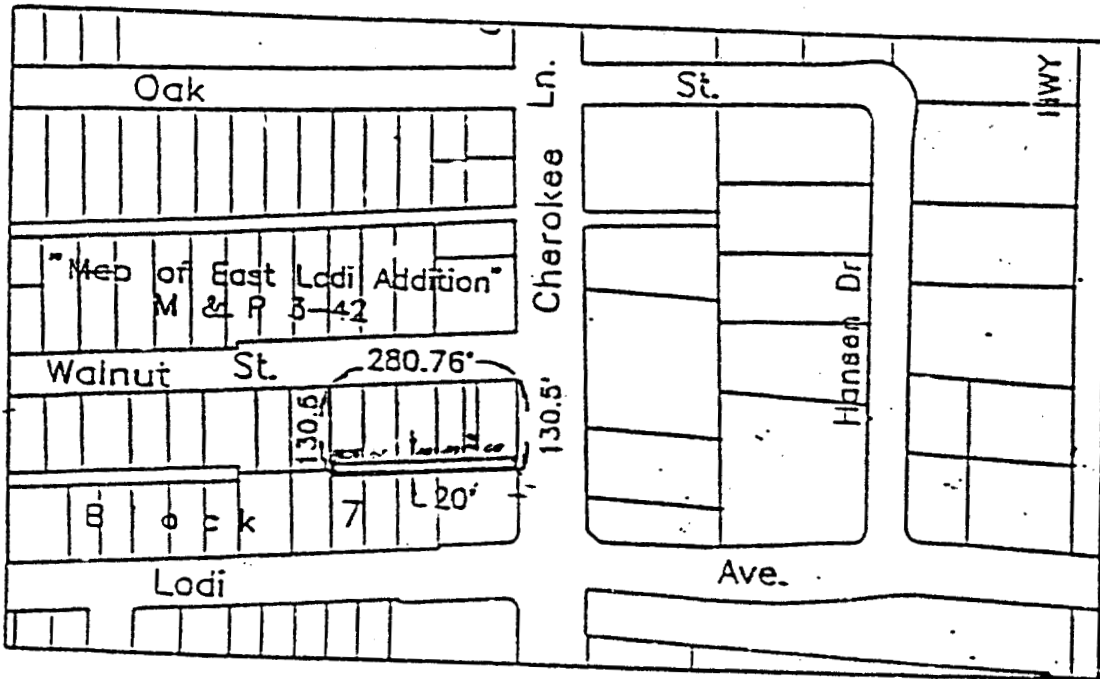 Oak
St.
HWY
Cherokee Ln.
"Map of East Lodi Addition"
M & P 3-42
Walnut St.
280.76'
130.5
130.5'
Hansen Dr
Block 7
20'
Lodi
Ave.